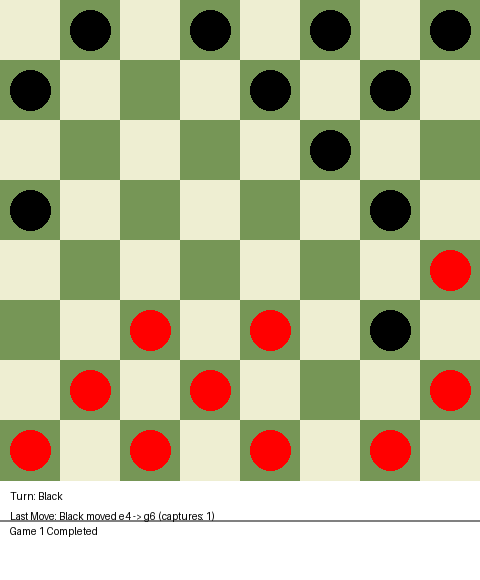 Turn: Black
Last Move: Black moved e4 -> g6 (captures: 1)
Game 1 Completed